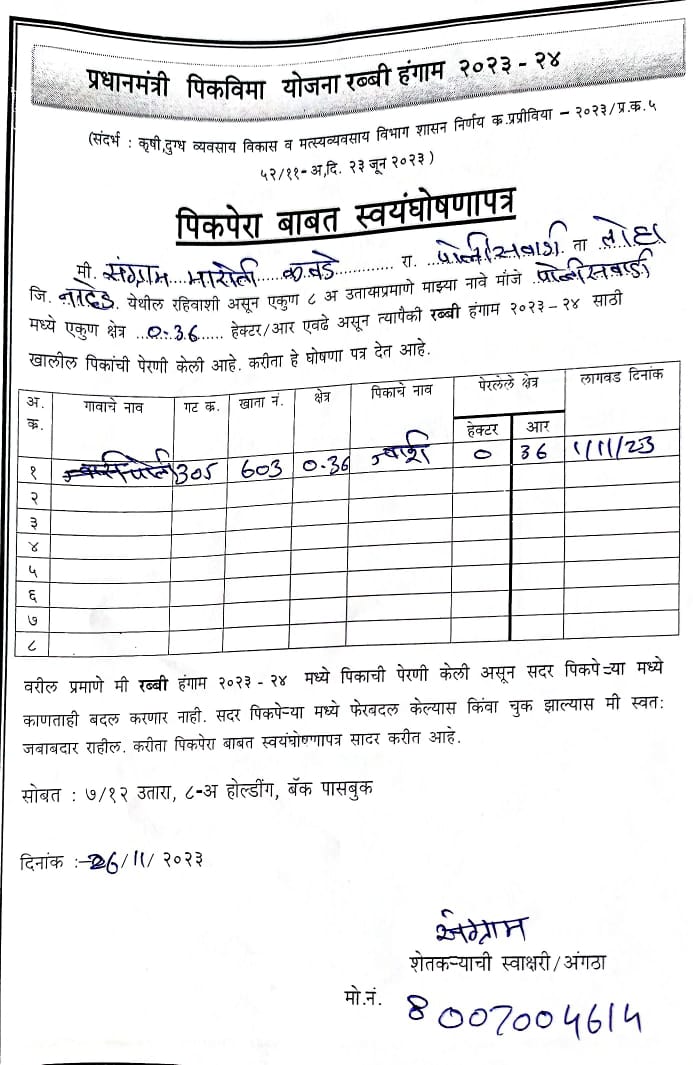 प्रधानमंत्री पिकविमा योजना रब्बी हंगाम २०२३ - २४
(संदर्भ : कृषी,दुग्ध व्यवसाय विकास व मत्स्यव्यवसाय विभाग शासन निर्णय क.प्रपीविया - २०२३/प्र.क.५
५२/११- अ,दि. २३ जून २०२३)
पिकपेरा बाबत स्वयंघोषणापत्र
मी. संग्राम मारोती कवडे रा. पोलीसवाडी ता लोहा
जि. नांदेड येथील रहिवाशी असून एकुण ८ अ उताऱ्याप्रमाणे माझ्या नावे मौजे पोलीसवाडी
मध्ये एकुण क्षेत्र ...0.36...... हेक्टर/आर एवढे असून त्यापैकी रब्बी हंगाम २०२३-२४ साठी
खालील पिकांची पेरणी केली आहे. करीता हे घोषणा पत्र देत आहे.
अ. क. गावाचे नाव गट क. खाता नं. क्षेत्र पिकाचे नाव पेरलेले क्षेत्र लागवड दिनांक
हेक्टर आर
१ 305 603 0.36 ज्वारी 0 36 1/11/23
२
३
४
५
६
७
८
वरील प्रमाणे मी रब्बी हंगाम २०२३ - २४ मध्ये पिकाची पेरणी केली असून सदर पिकपेऱ्या मध्ये
काणताही बदल करणार नाही. सदर पिकपेऱ्या मध्ये फेरबदल केल्यास किंवा चुक झाल्यास मी स्वत:
जबाबदार राहील. करीता पिकपेरा बाबत स्वयंघोषणापत्र सादर करीत आहे.
सोबत : ७/१२ उतारा, ८-अ होल्डींग, बॅक पासबुक
दिनांक :-26/11/ २०२३
संग्राम
शेतकऱ्याची स्वाक्षरी/अंगठा
मो.नं. 8007004614